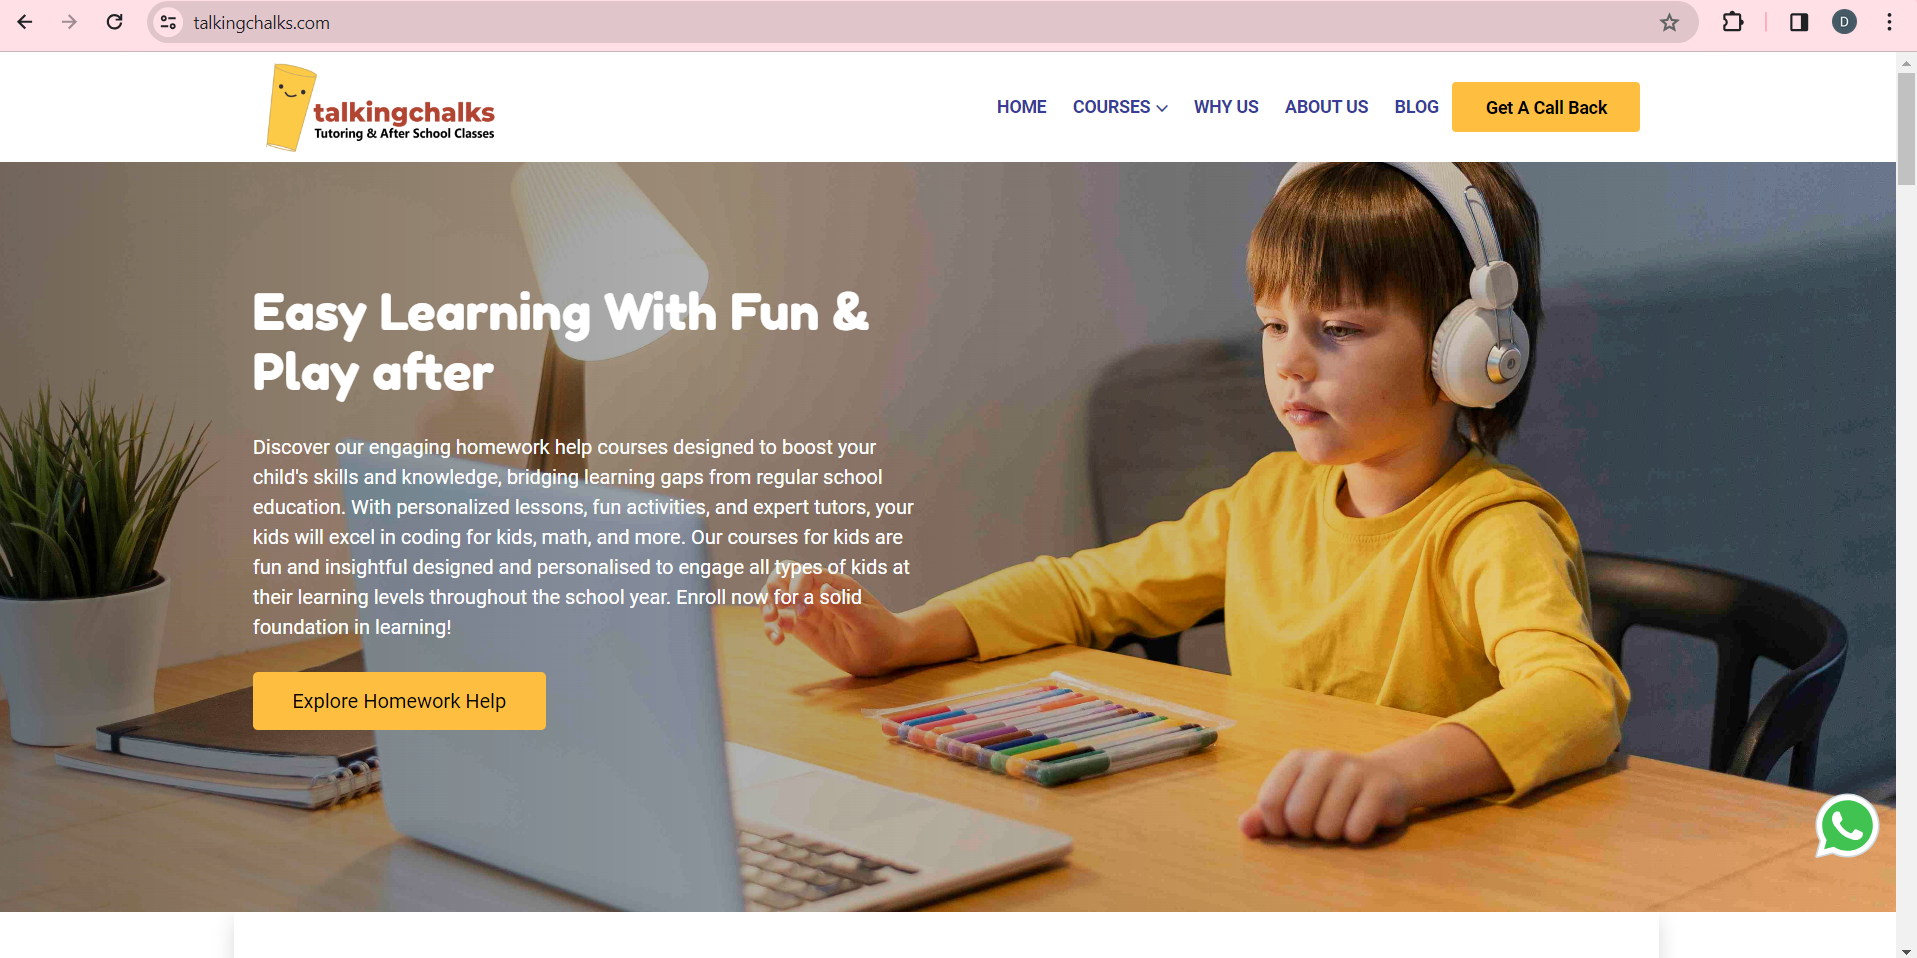 talkingchalks.com
D
talkingchalks
Tutoring & After School Classes
HOME COURSES WHY US ABOUT US BLOG Get A Call Back
Easy Learning With Fun &
Play after
Discover our engaging homework help courses designed to boost your
child's skills and knowledge, bridging learning gaps from regular school
education. With personalized lessons, fun activities, and expert tutors, your
kids will excel in coding for kids, math, and more. Our courses for kids are
fun and insightful designed and personalised to engage all types of kids at
their learning levels throughout the school year. Enroll now for a solid
foundation in learning!
Explore Homework Help